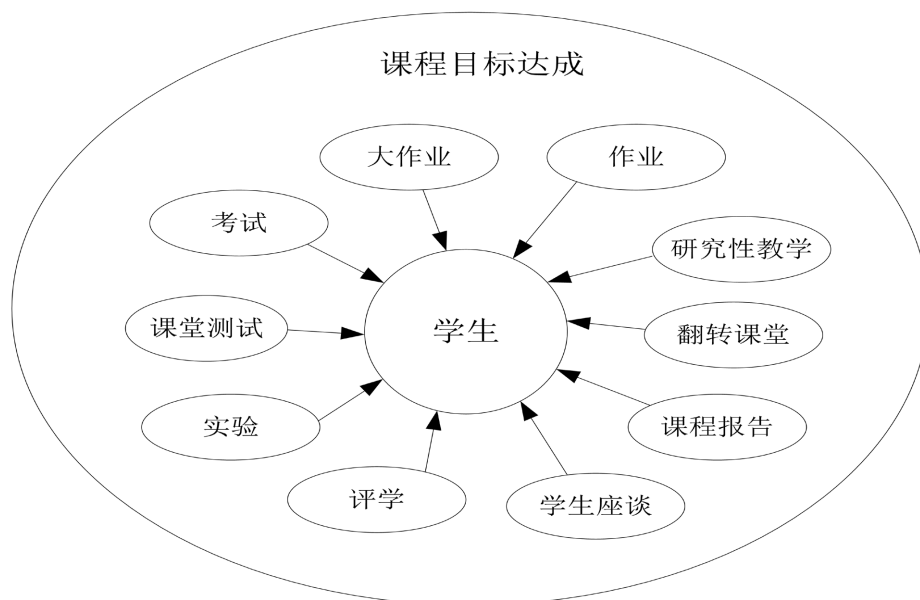 课程目标达成
大作业
作业
考试
研究性教学
课堂测试
学生
翻转课堂
实验
课程报告
评学
学生座谈